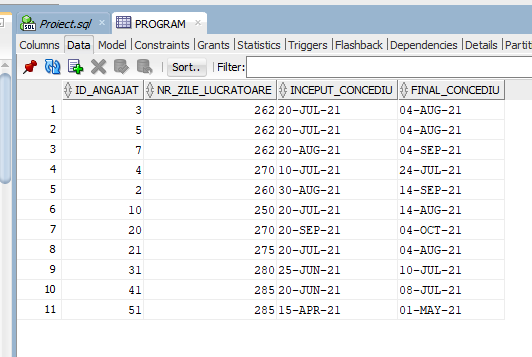 SQL Proiect.sql × PROGRAM ×
Columns Data Model Constraints Grants Statistics Triggers Flashback Dependencies Details Partit
Sort.. Filter:
ID_ANGAJAT NR_ZILE_LUCRATOARE INCEPUT_CONCEDIU FINAL_CONCEDIU
1 3 262 20-JUL-21 04-AUG-21
2 5 262 20-JUL-21 04-AUG-21
3 7 262 20-AUG-21 04-SEP-21
4 4 270 10-JUL-21 24-JUL-21
5 2 260 30-AUG-21 14-SEP-21
6 10 250 20-JUL-21 14-AUG-21
7 20 270 20-SEP-21 04-OCT-21
8 21 275 20-JUL-21 04-AUG-21
9 31 280 25-JUN-21 10-JUL-21
10 41 285 20-JUN-21 08-JUL-21
11 51 285 15-APR-21 01-MAY-21